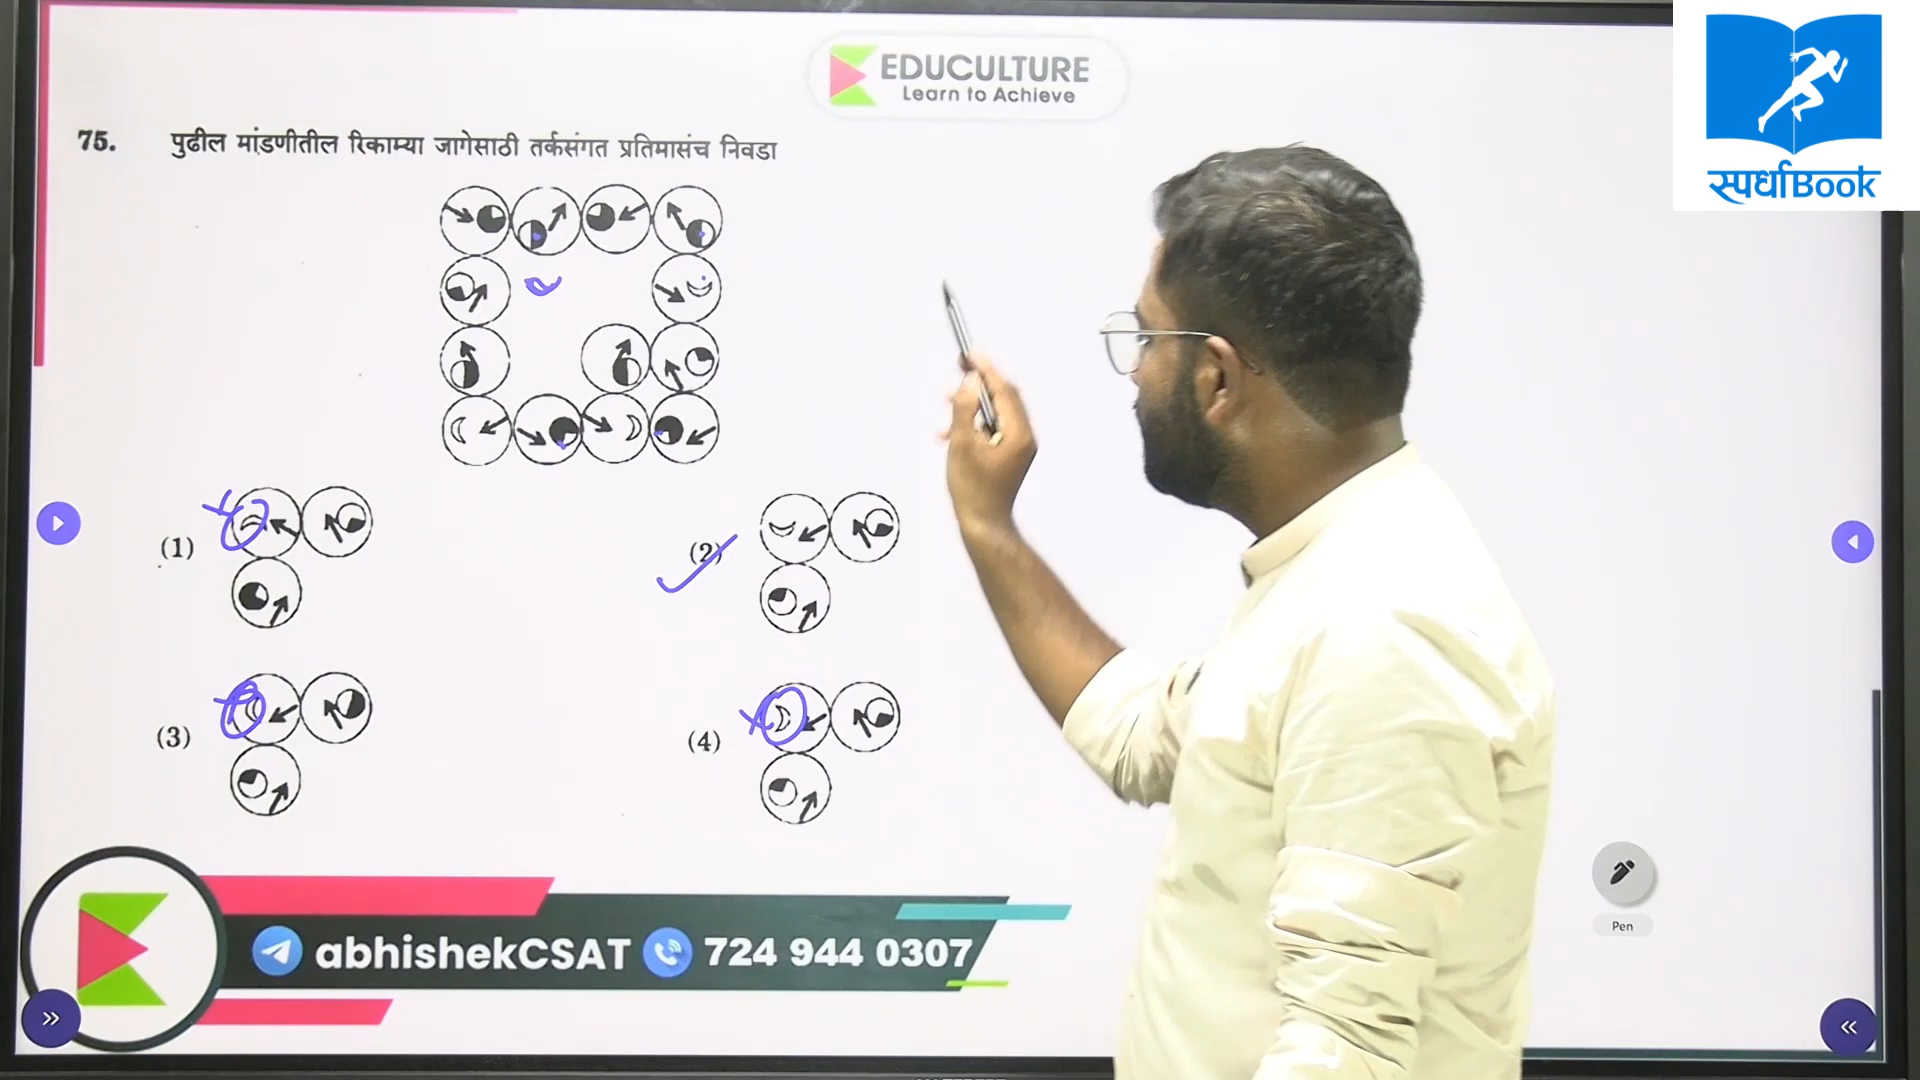 EDUCULTURE
Learn to Achieve
स्पर्धाBook
75. पुढील मांडणीतील रिकाम्या जागेसाठी तर्कसंगत प्रतिमासंच निवडा
(1)
(2)
(3)
(4)
abhishekCSAT 724 944 0307
Pen